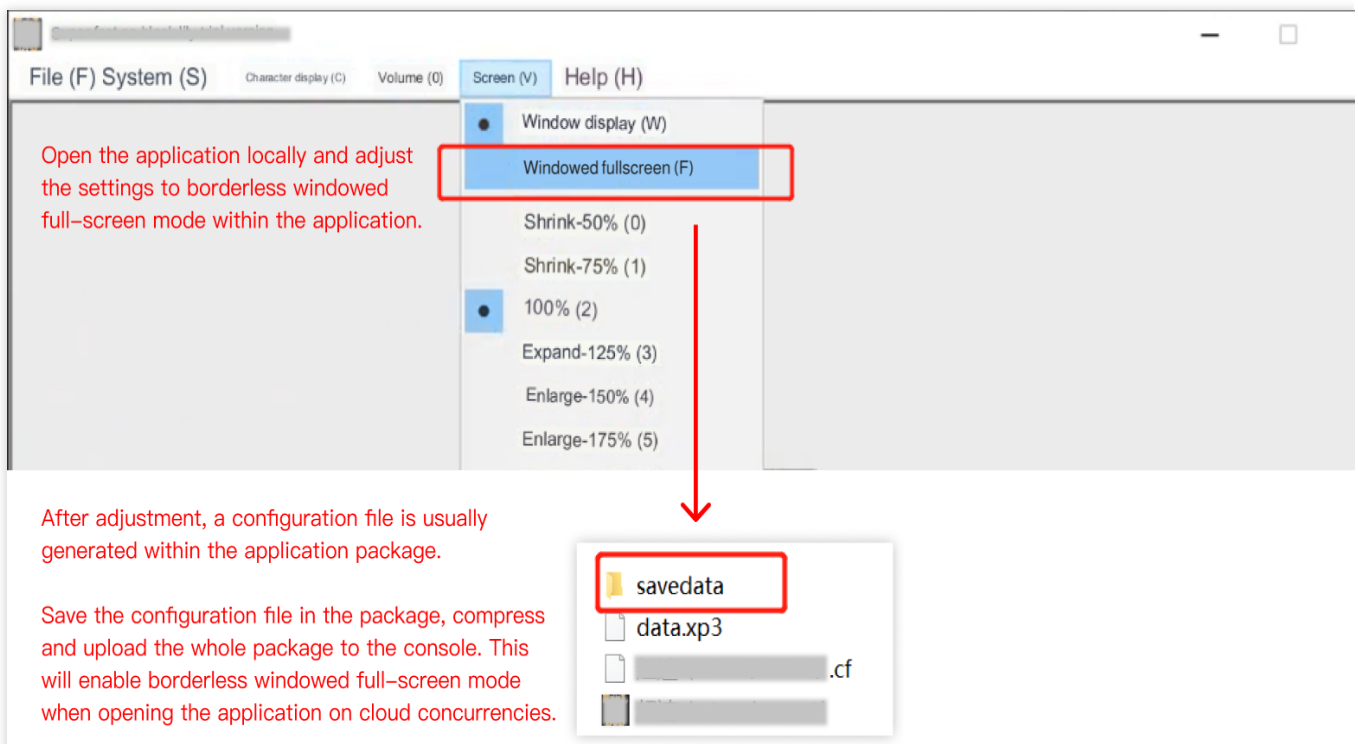 File (F) System (S) Character display (C) Volume (0) Screen (V) Help (H)
Window display (W)
Windowed fullscreen (F)
Shrink-50% (0)
Shrink-75% (1)
100% (2)
Expand-125% (3)
Enlarge-150% (4)
Enlarge-175% (5)
Open the application locally and adjust
the settings to borderless windowed
full-screen mode within the application.
After adjustment, a configuration file is usually
generated within the application package.
Save the configuration file in the package, compress
and upload the whole package to the console. This
will enable borderless windowed full-screen mode
when opening the application on cloud concurrencies.
savedata
data.xp3
.cf